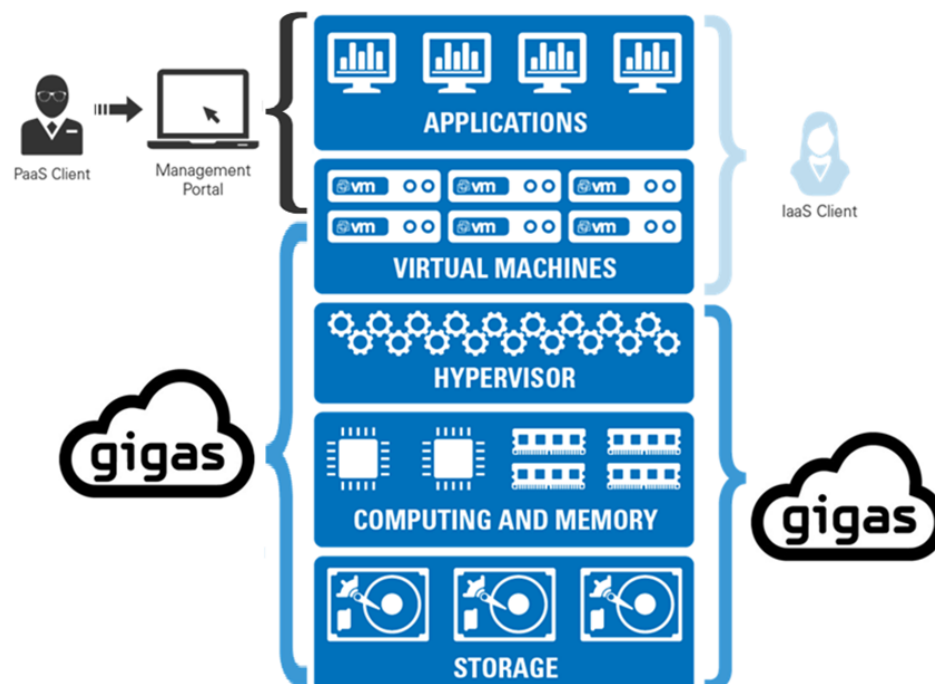 APPLICATIONS
PaaS Client
Management
Portal
IaaS Client
vm vm vm
vm vm vm
VIRTUAL MACHINES
HYPERVISOR
gigas
COMPUTING AND MEMORY
gigas
STORAGE